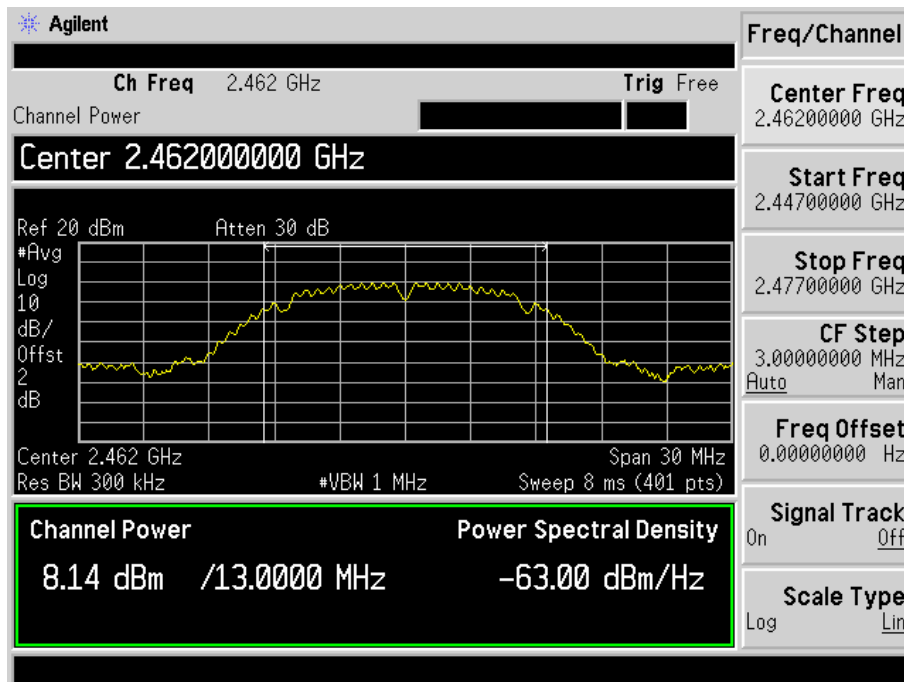 Agilent
Freq/Channel
Ch Freq 2.462 GHz Trig Free
Channel Power
Center 2.462000000 GHz
Ref 20 dBm Atten 30 dB
#Avg
Log
10
dB/
Offst
2
dB
Center 2.462 GHz Span 30 MHz
Res BW 300 kHz #VBW 1 MHz Sweep 8 ms (401 pts)
Channel Power Power Spectral Density
8.14 dBm /13.0000 MHz -63.00 dBm/Hz
Center Freq
2.46200000 GHz
Start Freq
2.44700000 GHz
Stop Freq
2.47700000 GHz
CF Step
3.00000000 MHz
Auto Man
Freq Offset
0.00000000 Hz
Signal Track
On Off
Scale Type
Log Lin